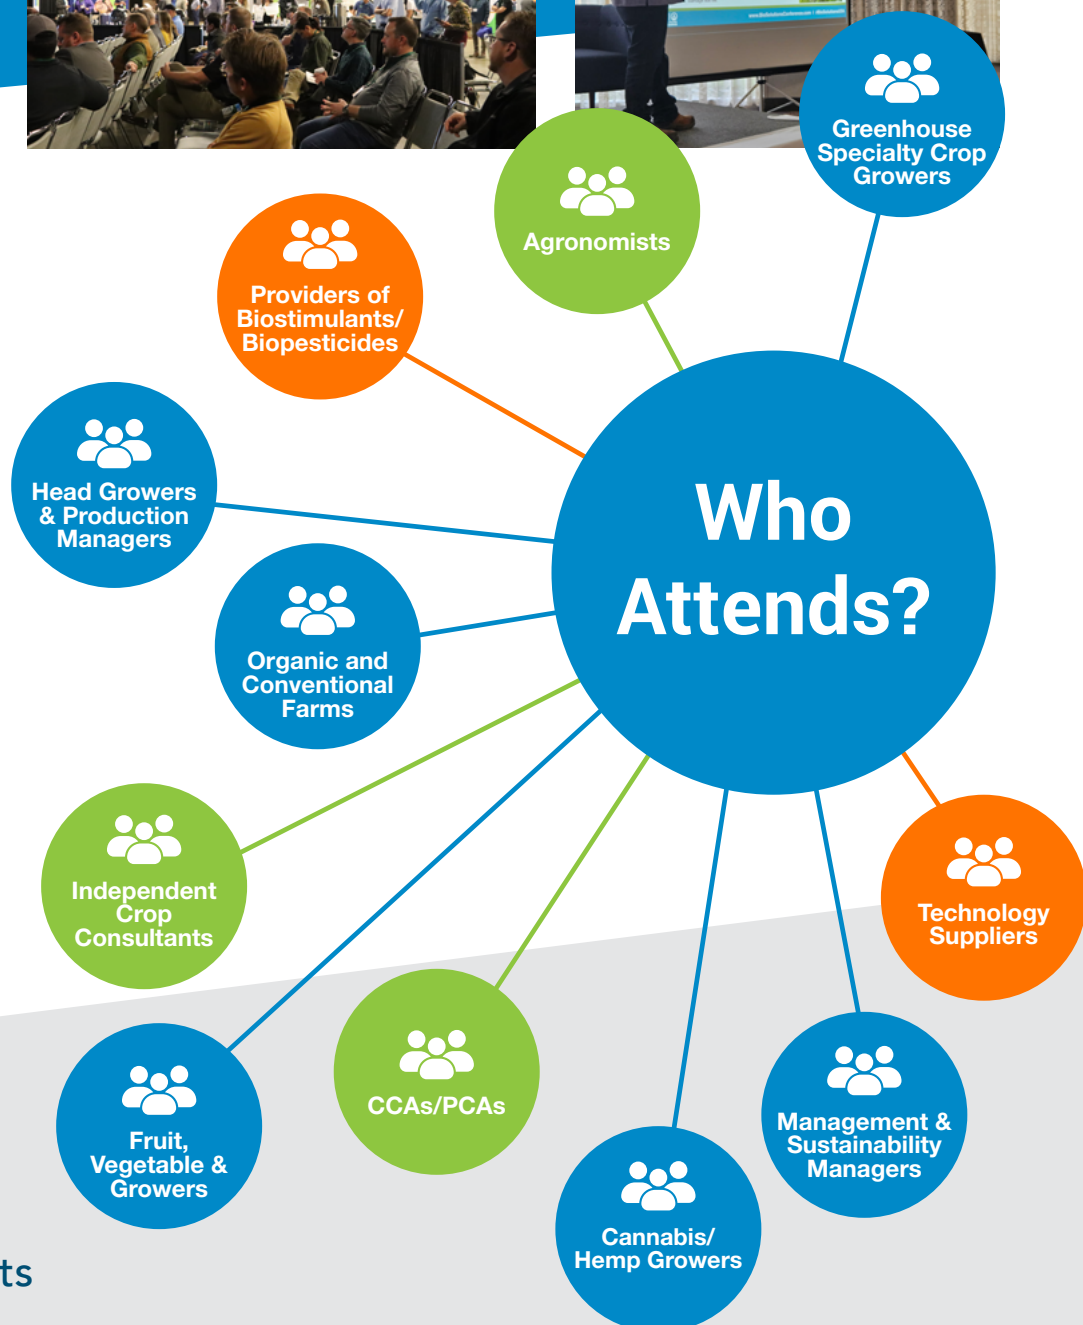 Greenhouse
Specialty Crop
Growers
Agronomists
Providers of
Biostimulants/
Biopesticides
Head Growers
& Production
Managers
Who
Attends?
Organic and
Conventional
Farms
Independent
Crop
Consultants
Technology
Suppliers
CCAs/PCAs
Fruit,
Vegetable &
Growers
Management &
Sustainability
Managers
Cannabis/
Hemp Growers
ts